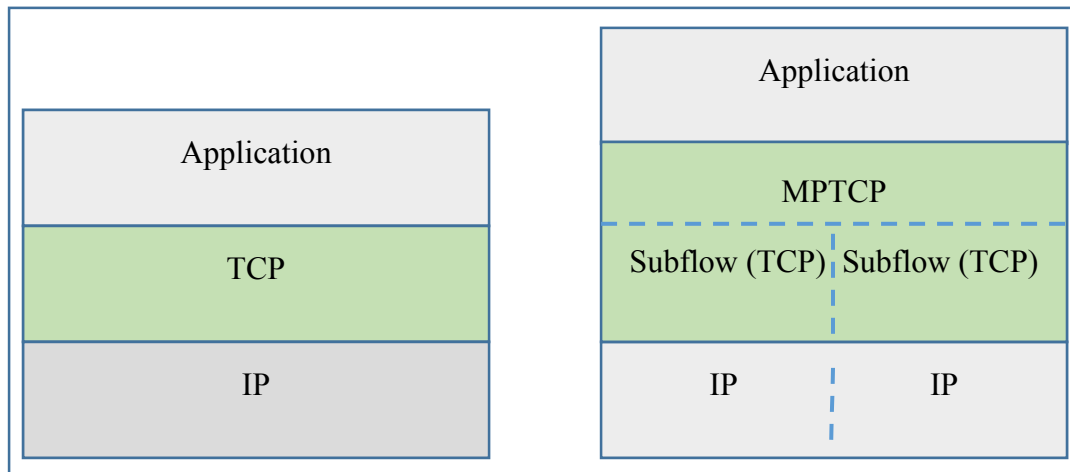 Application
TCP
IP
Application
MPTCP
Subflow (TCP) Subflow (TCP)
IP IP